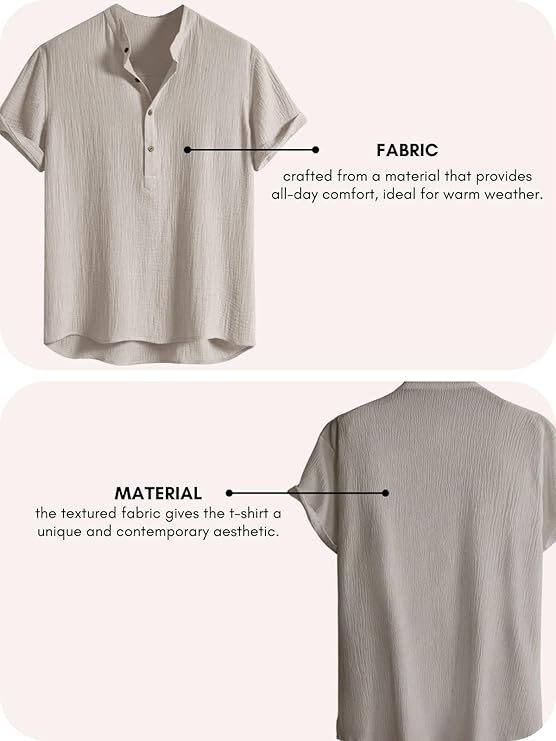 FABRIC
crafted from a material that provides
all-day comfort, ideal for warm weather.
MATERIAL
the textured fabric gives the t-shirt a
unique and contemporary aesthetic.